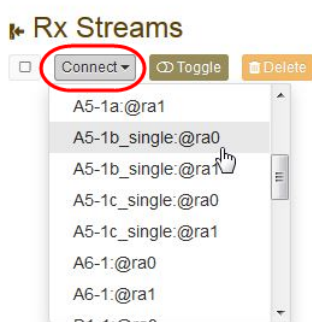 Rx Streams
Connect Toggle Delete
A5-1a:@ra1
A5-1b_single:@ra0
A5-1b_single:@ra1
A5-1c_single:@ra0
A5-1c_single:@ra1
A6-1:@ra0
A6-1:@ra1